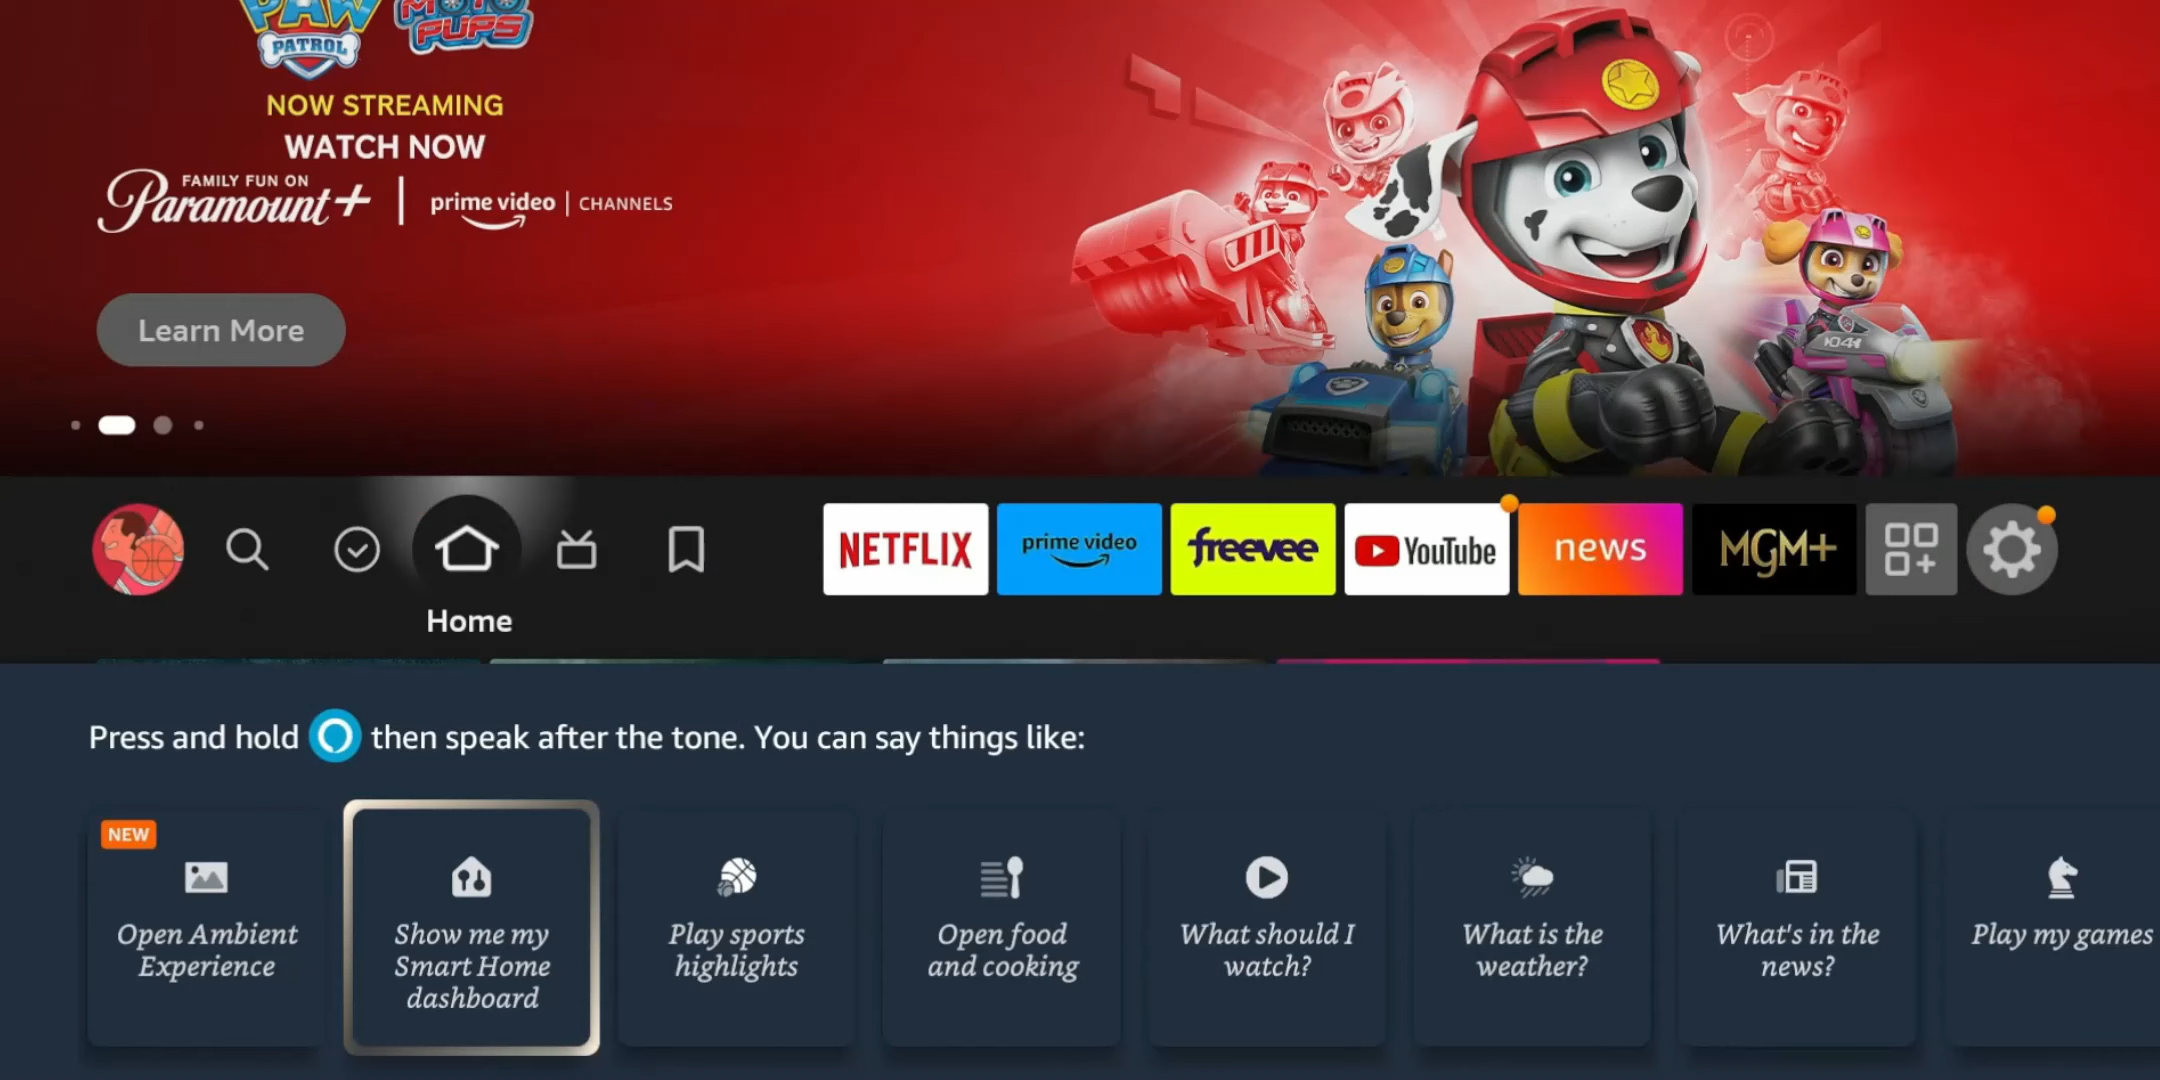 PAW
PATROL
MOTO
PUPS
NOW STREAMING
WATCH NOW
FAMILY FUN ON
Paramount+ | prime video | CHANNELS
Learn More
NETFLIX
prime video
freevee
YouTube
news
MGM+
Home
Press and hold then speak after the tone. You can say things like:
NEW
Open Ambient
Experience
Show me my
Smart Home
dashboard
Play sports
highlights
Open food
and cooking
What should I
watch?
What is the
weather?
What's in the
news?
Play my games